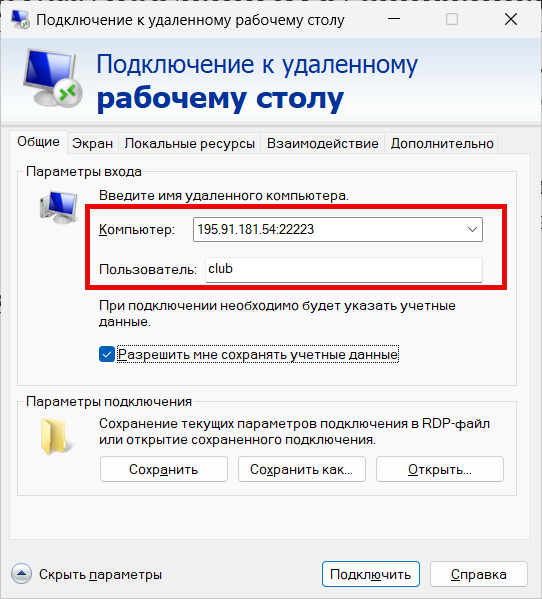 Подключение к удаленному рабочему столу
Подключение к удаленному
рабочему столу
Общие Экран Локальные ресурсы Взаимодействие Дополнительно
Параметры входа
Введите имя удаленного компьютера.
Компьютер: 195.91.181.54:22223
Пользователь: club
При подключении необходимо будет указать учетные
данные.
Разрешить мне сохранять учетные данные
Параметры подключения
Сохранение текущих параметров подключения в RDP-файл
или открытие сохраненного подключения.
Сохранить Сохранить как... Открыть...
Скрыть параметры Подключить Справка